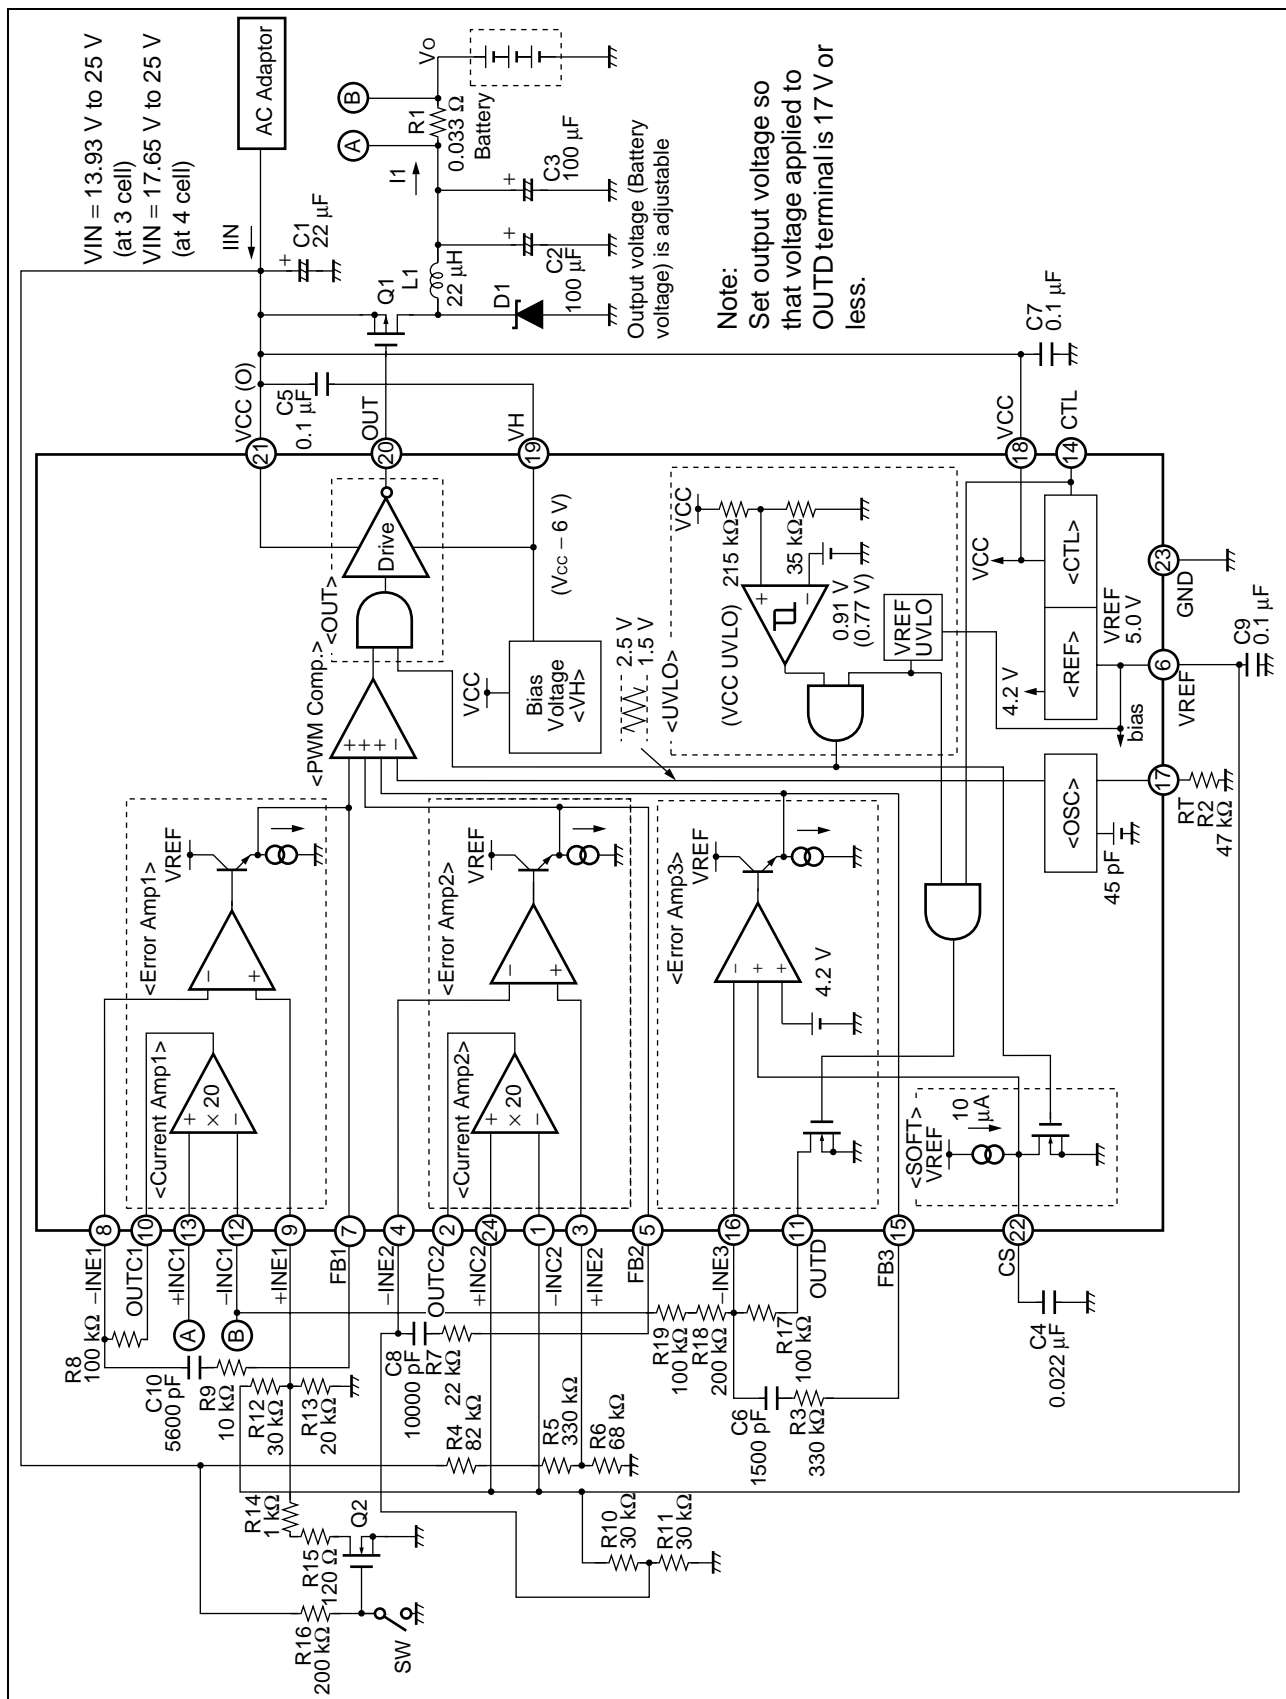 VIN = 13.93 V to 25 V
(at 3 cell)
VIN = 17.65 V to 25 V
(at 4 cell)
AC Adaptor
IIN
C1
22 µF
VCC (O)
21
C5
0.1 µF
OUT
20
VH
19
Q1
L1
22 µH
D1
C2
100 µF
C3
100 µF
I1
A
B
R1
0.033 Ω
VO
Battery
Output voltage (Battery
voltage) is adjustable
Note:
Set output voltage so
that voltage applied to
OUTD terminal is 17 V or
less.
C7
0.1 µF
VCC
18
CTL
14
<OUT>
Drive
(VCC – 6 V)
VCC
Bias
Voltage
<VH>
<PWM Comp.>
+
+
+
–
2.5 V
1.5 V
<UVLO>
(VCC UVLO)
VCC
215 kΩ
35 kΩ
+
–
0.91 V
(0.77 V)
VREF
UVLO
VCC
<CTL>
<REF>
4.2 V
bias
VREF
5.0 V
6
VREF
C9
0.1 µF
23
GND
<OSC>
45 pF
17
RT
R2
47 kΩ
<Error Amp1>
VREF
–
+
<Current Amp1>
+
× 20
–
<Error Amp2>
VREF
–
+
<Current Amp2>
+
× 20
–
<Error Amp3>
VREF
–
+
+
4.2 V
<SOFT>
VREF
10
µA
8
–INE1
10
OUTC1
13
+INC1
12
–INC1
9
+INE1
7
FB1
4
–INE2
2
OUTC2
24
+INC2
1
–INC2
3
+INE2
5
FB2
16
–INE3
11
OUTD
15
FB3
22
CS
R8
100 kΩ
A
B
C10
5600 pF
R9
10 kΩ
R12
30 kΩ
R13
20 kΩ
C8
10000 pF
R7
22 kΩ
R4
82 kΩ
R5
330 kΩ
R6
68 kΩ
R19
100 kΩ
R18
200 kΩ
R17
100 kΩ
C6
1500 pF
R3
330 kΩ
C4
0.022 µF
R14
1 kΩ
R15
120 Ω
Q2
R16
200 kΩ
SW
R10
30 kΩ
R11
30 kΩ